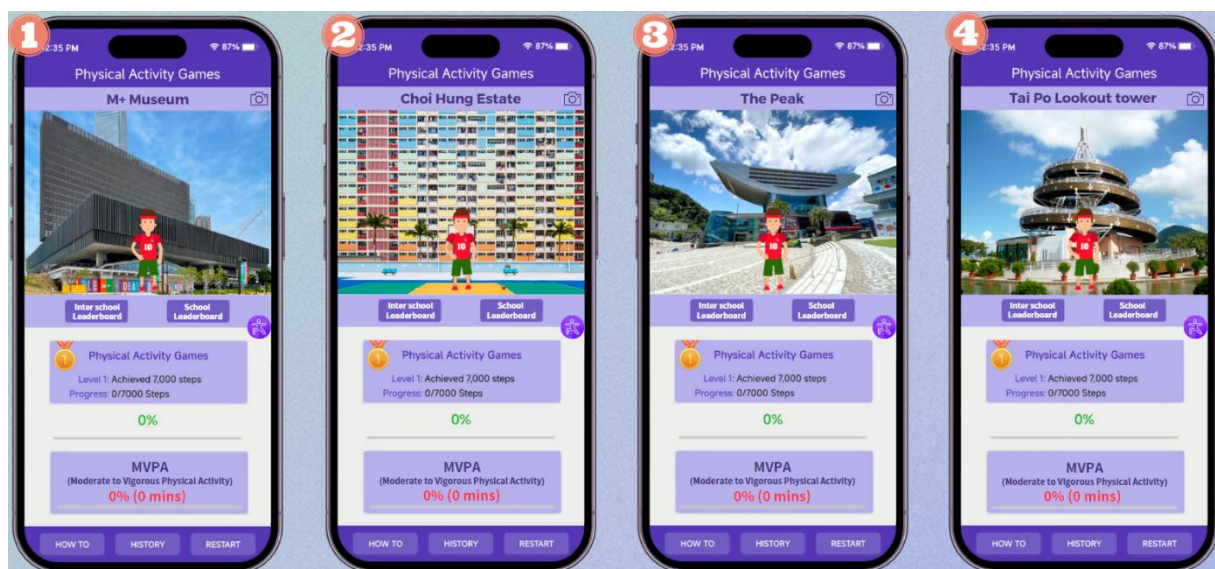 1
2:35 PM
87%
Physical Activity Games
M+ Museum
10
Inter school
Leaderboard
School
Leaderboard
1
Physical Activity Games
Level 1: Achieved 7,000 steps
Progress: 0/7000 Steps
0%
MVPA
(Moderate to Vigorous Physical Activity)
0% (0 mins)
HOW TO
HISTORY
RESTART
2
2:35 PM
87%
Physical Activity Games
Choi Hung Estate
10
Inter school
Leaderboard
School
Leaderboard
1
Physical Activity Games
Level 1: Achieved 7,000 steps
Progress: 0/7000 Steps
0%
MVPA
(Moderate to Vigorous Physical Activity)
0% (0 mins)
HOW TO
HISTORY
RESTART
3
2:35 PM
87%
Physical Activity Games
The Peak
10
Inter school
Leaderboard
School
Leaderboard
1
Physical Activity Games
Level 1: Achieved 7,000 steps
Progress: 0/7000 Steps
0%
MVPA
(Moderate to Vigorous Physical Activity)
0% (0 mins)
HOW TO
HISTORY
RESTART
4
2:35 PM
87%
Physical Activity Games
Tai Po Lookout tower
10
Inter school
Leaderboard
School
Leaderboard
1
Physical Activity Games
Level 1: Achieved 7,000 steps
Progress: 0/7000 Steps
0%
MVPA
(Moderate to Vigorous Physical Activity)
0% (0 mins)
HOW TO
HISTORY
RESTART